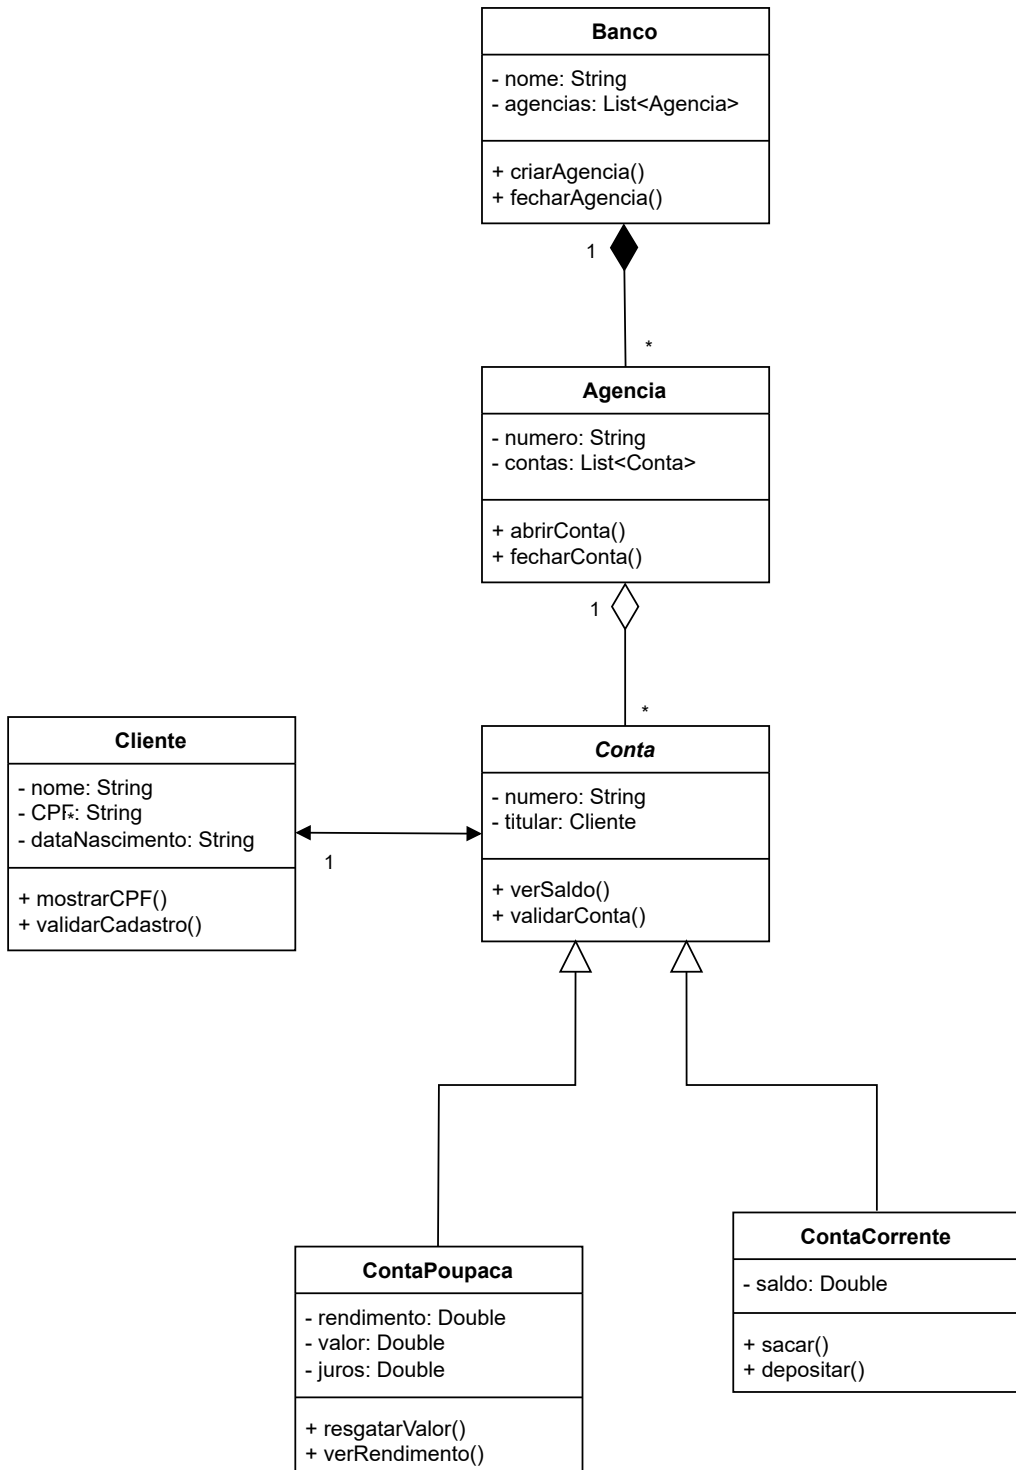 Banco
- nome: String
- agencias: List<Agencia>
+ criarAgencia()
+ fecharAgencia()
1
*
Agencia
- numero: String
- contas: List<Conta>
+ abrirConta()
+ fecharConta()
1
*
Cliente
- nome: String
- CPF: String
*
- dataNascimento: String
+ mostrarCPF()
+ validarCadastro()
1
Conta
- numero: String
- titular: Cliente
+ verSaldo()
+ validarConta()
ContaPoupaca
- rendimento: Double
- valor: Double
- juros: Double
+ resgatarValor()
+ verRendimento()
ContaCorrente
- saldo: Double
+ sacar()
+ depositar()